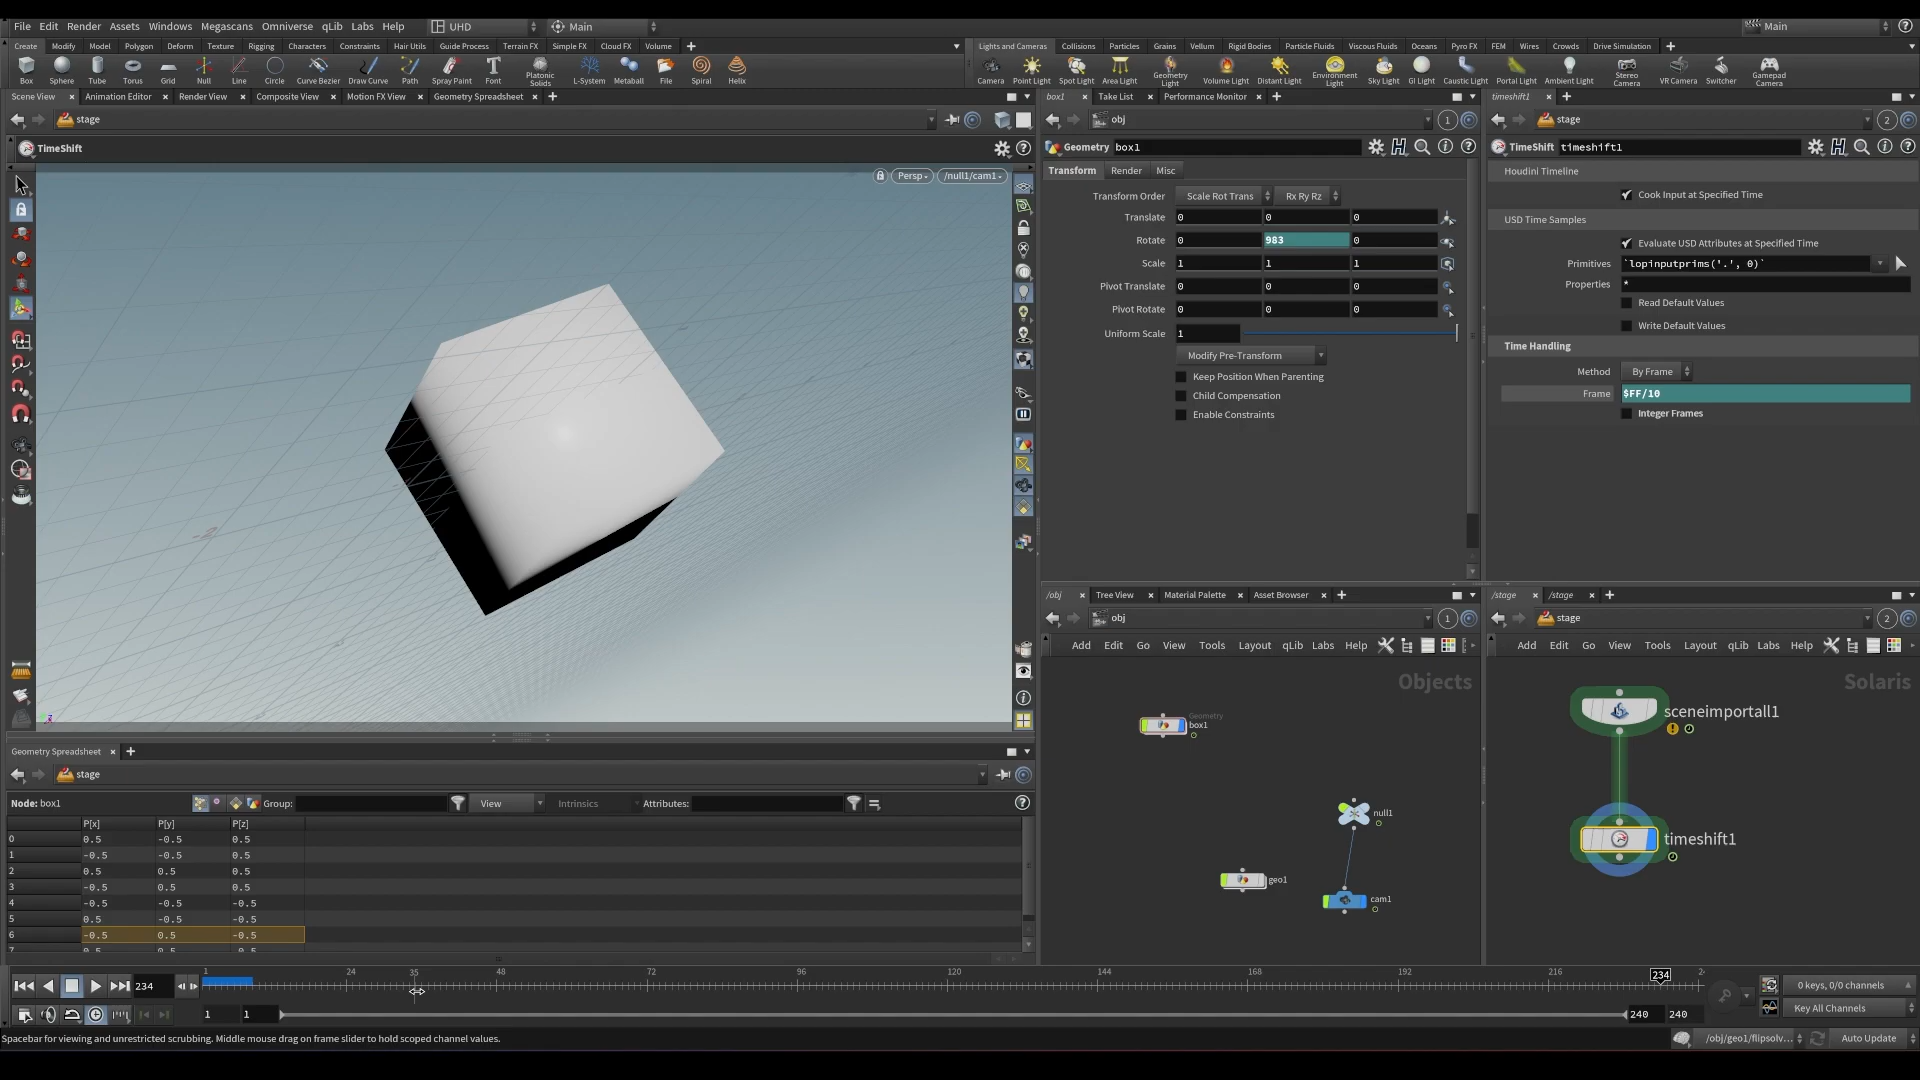 File Edit Render Assets Windows Megascans Omniverse qLib Labs Help UHD Main Main
Create Modify Model Polygon Deform Texture Rigging Characters Constraints Hair Utils Guide Process Terrain FX Simple FX Cloud FX Volume
Lights and Cameras Collisions Particles Grains Vellum Rigid Bodies Particle Fluids Viscous Fluids Oceans Pyro FX FEM Wires Crowds Drive Simulation
Box Sphere Tube Torus Grid Null Line Circle Curve Bezier Draw Curve Path Spray Paint Font Platonic Solids L-System Metaball File Spiral Helix
Camera Point Light Spot Light Area Light Geometry Light Volume Light Distant Light Environment Light Sky Light GI Light Caustic Light Portal Light Ambient Light Stereo Camera VR Camera Switcher Gamepad Camera
Scene View Animation Editor Render View Composite View Motion FX View Geometry Spreadsheet
box1 Take List Performance Monitor
timeshift1
stage
obj 1
stage 2
TimeShift
Persp /null1/cam1
Geometry box1
Transform Render Misc
Transform Order Scale Rot Trans Rx Ry Rz
Translate 0 0 0
Rotate 0 983 0
Scale 1 1 1
Pivot Translate 0 0 0
Pivot Rotate 0 0 0
Uniform Scale 1
Modify Pre-Transform
Keep Position When Parenting
Child Compensation
Enable Constraints
TimeShift timeshift1
Houdini Timeline
Cook Input at Specified Time
USD Time Samples
Evaluate USD Attributes at Specified Time
Primitives `lopinputprims('.', 0)`
Properties *
Read Default Values
Write Default Values
Time Handling
Method By Frame
Frame $FF/10
Integer Frames
/obj Tree View Material Palette Asset Browser
obj 1
Add Edit Go View Tools Layout qLib Labs Help
Objects
Geometry
box1
null1
geo1
cam1
/stage /stage
stage 2
Add Edit Go View Tools Layout qLib Labs Help
Solaris
sceneimportall1
timeshift1
Geometry Spreadsheet
stage
Node: box1 Group: View Intrinsics Attributes:
P[x] P[y] P[z]
0 0.5 -0.5 0.5
1 -0.5 -0.5 0.5
2 0.5 0.5 0.5
3 -0.5 0.5 0.5
4 -0.5 -0.5 -0.5
5 0.5 -0.5 -0.5
6 -0.5 0.5 -0.5
7 0.5 0.5 -0.5
234 1 24 35 48 72 96 120 144 168 192 216 234
0 keys, 0/0 channels
1 1 240 240
Key All Channels
Spacebar for viewing and unrestricted scrubbing. Middle mouse drag on frame slider to hold scoped channel values.
/obj/geo1/flipsolv... Auto Update